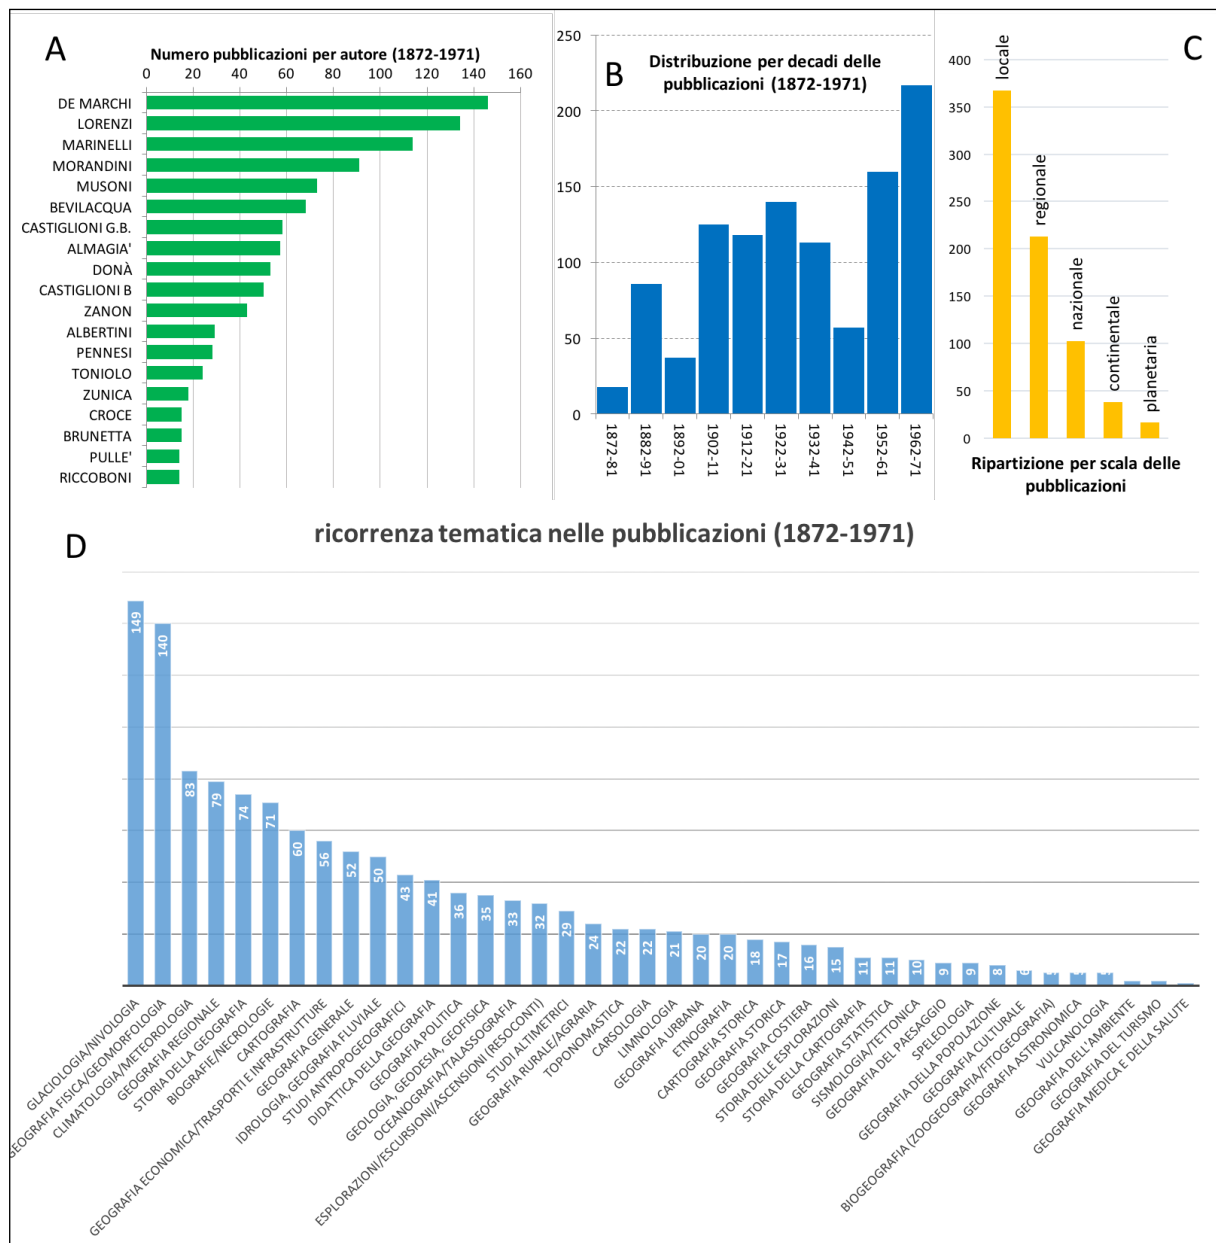 A
Numero pubblicazioni per autore (1872-1971)
0 20 40 60 80 100 120 140 160
DE MARCHI
LORENZI
MARINELLI
MORANDINI
MUSONI
BEVILACQUA
CASTIGLIONI G.B.
ALMAGIA'
DONÀ
CASTIGLIONI B
ZANON
ALBERTINI
PENNESI
TONIOLO
ZUNICA
CROCE
BRUNETTA
PULLE'
RICCOBONI
B
Distribuzione per decadi delle
pubblicazioni (1872-1971)
250
200
150
100
50
0
1872-81
1882-91
1892-01
1902-11
1912-21
1922-31
1932-41
1942-51
1952-61
1962-71
C
400
350
300
250
200
150
100
50
0
locale
regionale
nazionale
continentale
planetaria
Ripartizione per scala delle
pubblicazioni
D
ricorrenza tematica nelle pubblicazioni (1872-1971)
149
140
83
79
74
71
60
56
52
50
43
41
36
35
33
32
29
24
22
22
21
20
20
18
17
16
15
11
11
10
9
9
8
6
GLACIOLOGIA/NIVOLOGIA
GEOGRAFIA FISICA/GEOMORFOLOGIA
CLIMATOLOGIA/METEOROLOGIA
GEOGRAFIA REGIONALE
STORIA DELLA GEOGRAFIA
BIOGRAFIE/NECROLOGIE
CARTOGRAFIA
GEOGRAFIA ECONOMICA/TRASPORTI E INFRASTRUTTURE
GEOGRAFIA GENERALE
IDROLOGIA, GEOGRAFIA FLUVIALE
STUDI ANTROPOGEOGRAFICI
DIDATTICA DELLA GEOGRAFIA
GEOGRAFIA POLITICA
GEOLOGIA, GEODESIA, GEOFISICA
OCEANOGRAFIA/TALASSOGRAFIA
ESPLORAZIONI/ESCURSIONI/ASCENSIONI (RESOCONTI)
STUDI ALTIMETRICI
GEOGRAFIA RURALE/AGRARIA
TOPONOMASTICA
CARSOLOGIA
LIMNOLOGIA
GEOGRAFIA URBANA
ETNOGRAFIA
CARTOGRAFIA STORICA
GEOGRAFIA STORICA
GEOGRAFIA COSTIERA
STORIA DELLE ESPLORAZIONI
STORIA DELLA CARTOGRAFIA
GEOGRAFIA STATISTICA
SISMOLOGIA/TETTONICA
GEOGRAFIA DEL PAESAGGIO
SPELEOLOGIA
GEOGRAFIA DELLA POPOLAZIONE
GEOGRAFIA CULTURALE
BIOGEOGRAFIA (ZOOGEOGRAFIA/FITOGEOGRAFIA)
GEOGRAFIA ASTRONOMICA
VULCANOLOGIA
GEOGRAFIA DELL'AMBIENTE
GEOGRAFIA DEL TURISMO
GEOGRAFIA MEDICA E DELLA SALUTE